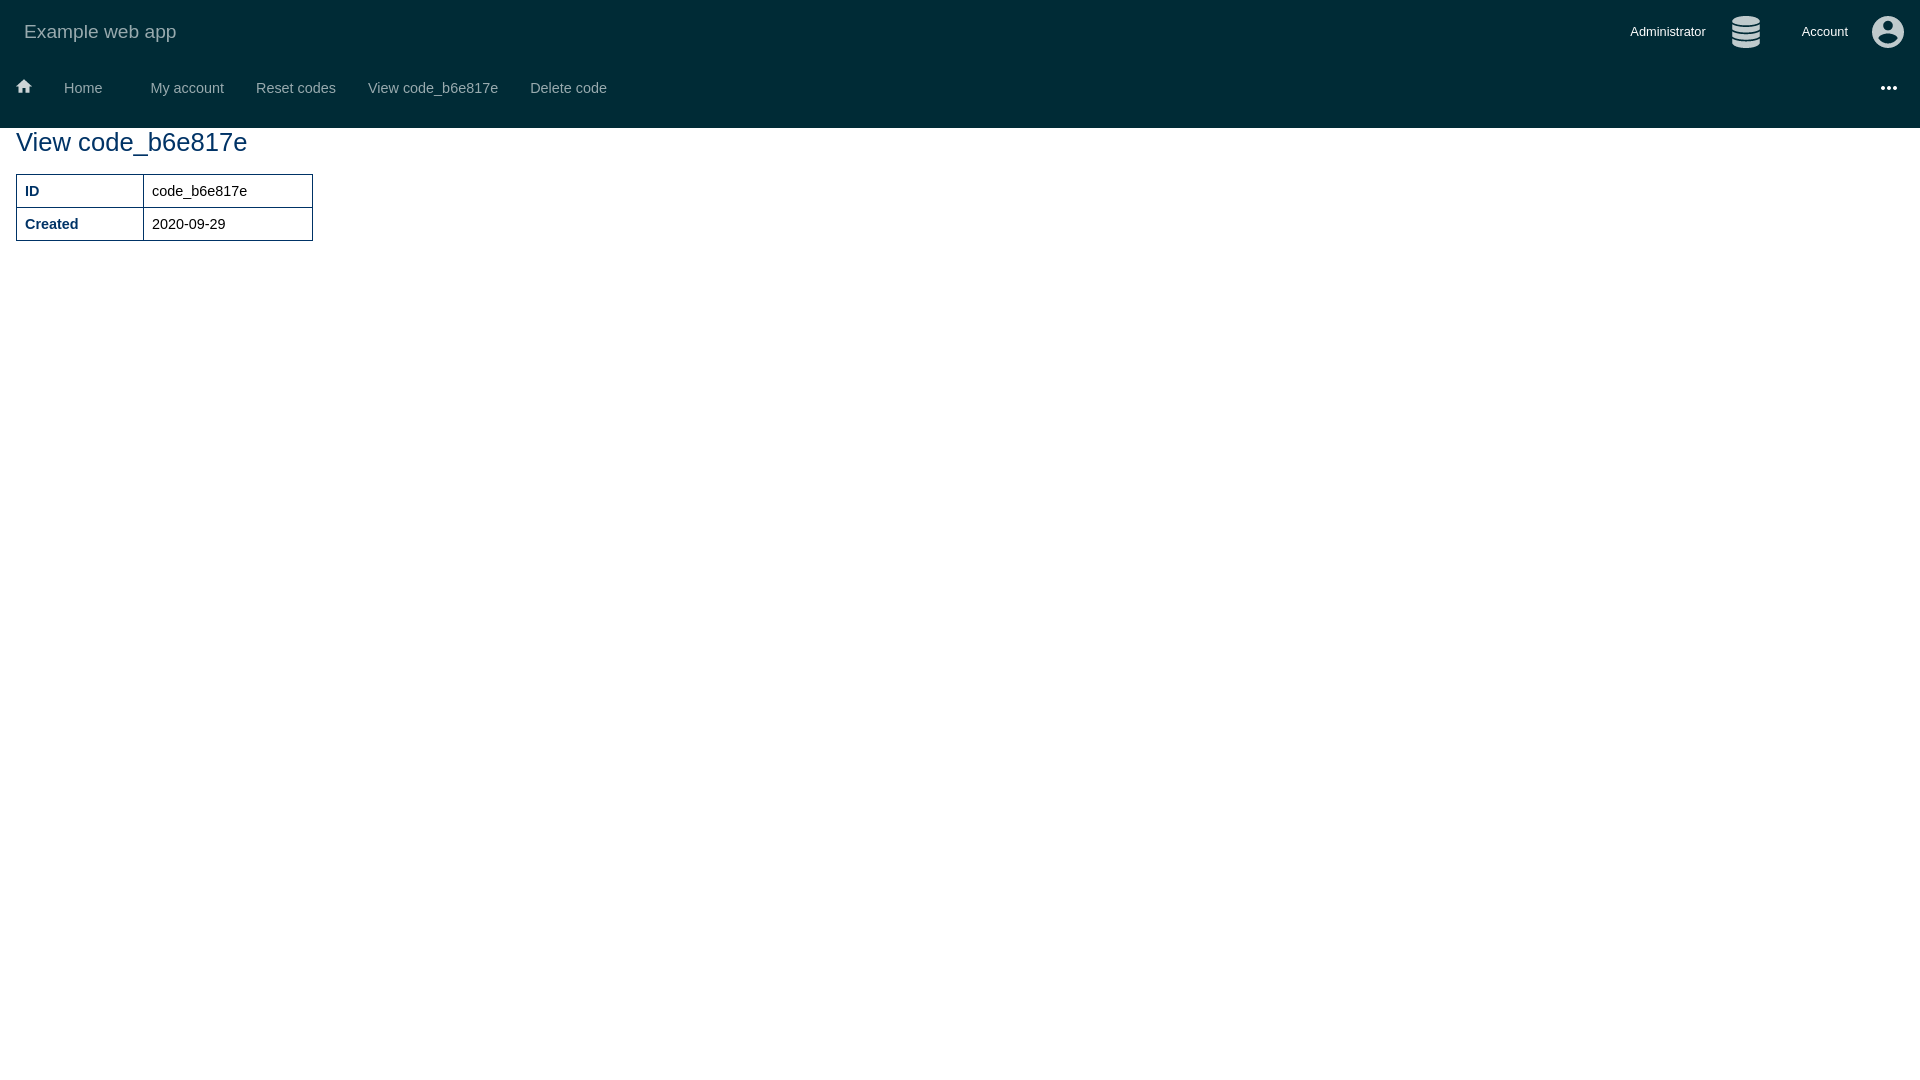 Example web app
Administrator
Account
Home
My account
Reset codes
View code_b6e817e
Delete code
View code_b6e817e
ID code_b6e817e
Created 2020-09-29